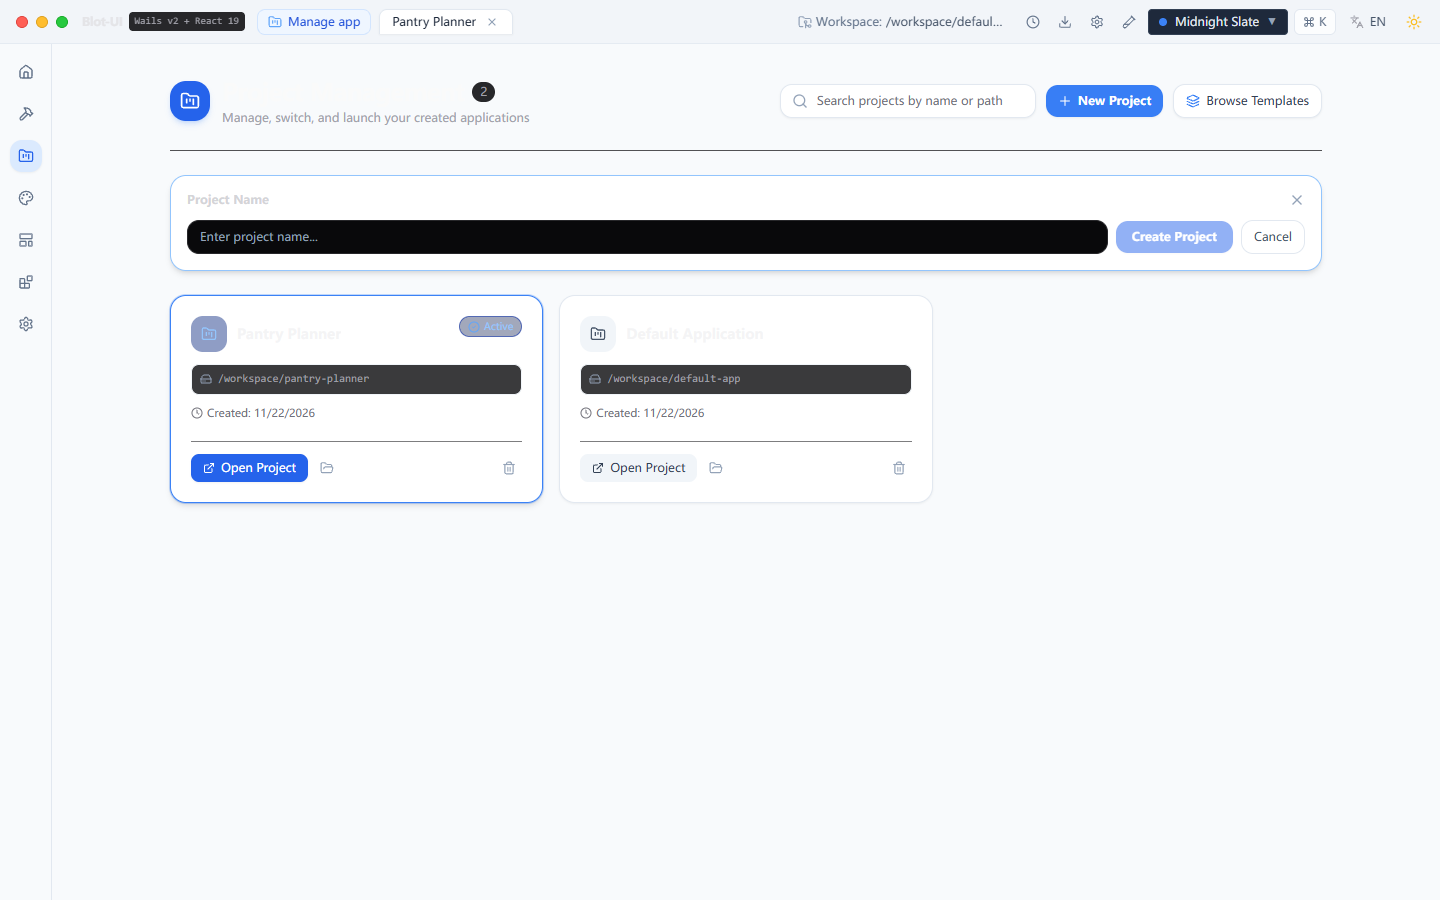 Biot-UI
Wails v2 + React 19
Manage app
Pantry Planner
Workspace: /workspace/defaul...
Midnight Slate
⌘ K
EN
2
Manage, switch, and launch your created applications
Search projects by name or path
New Project
Browse Templates
Project Name
Enter project name...
Create Project
Cancel
Pantry Planner
Active
/workspace/pantry-planner
Created: 11/22/2026
Open Project
Default Application
/workspace/default-app
Created: 11/22/2026
Open Project